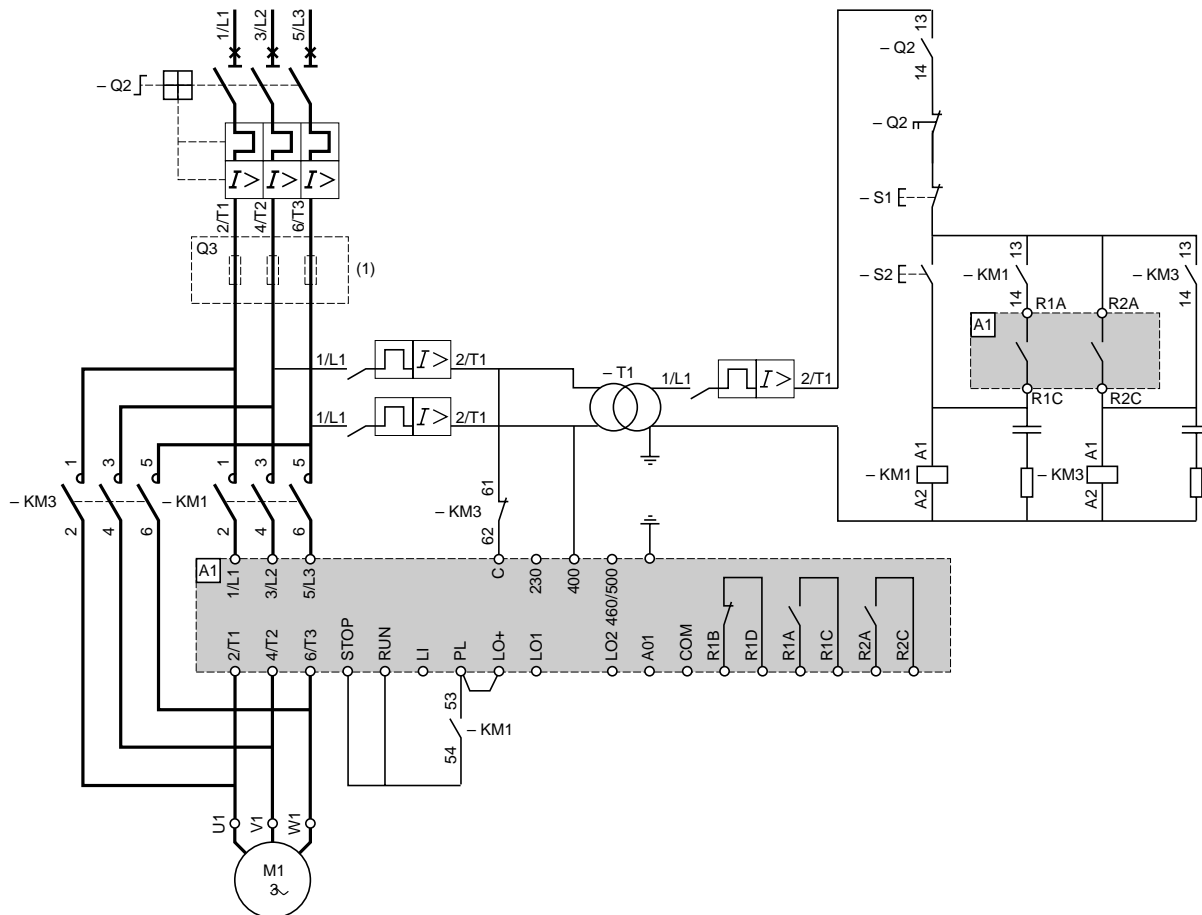 1/L1
3/L2
5/L3
– Q2
I >
I >
I >
2/T1
4/T2
6/T3
Q3
(1)
1/L1
I >
2/T1
1/L1
I >
2/T1
– T1
1/L1
I >
2/T1
13
– Q2
14
– Q2
– S1
– S2
13
– KM1
14
13
– KM3
14
R1A
R2A
A1
R1C
R2C
A1
– KM1
A2
A1
– KM3
A2
1
3
5
– KM3
2
4
6
1
3
5
– KM1
2
4
6
61
– KM3
62
A1
1/L1
3/L2
5/L3
C
230
400
460/500
2/T1
4/T2
6/T3
STOP
RUN
LI
PL
LO+
LO1
LO2
A01
COM
R1B
R1D
R1A
R1C
R2A
R2C
53
– KM1
54
U1
V1
W1
M1
3